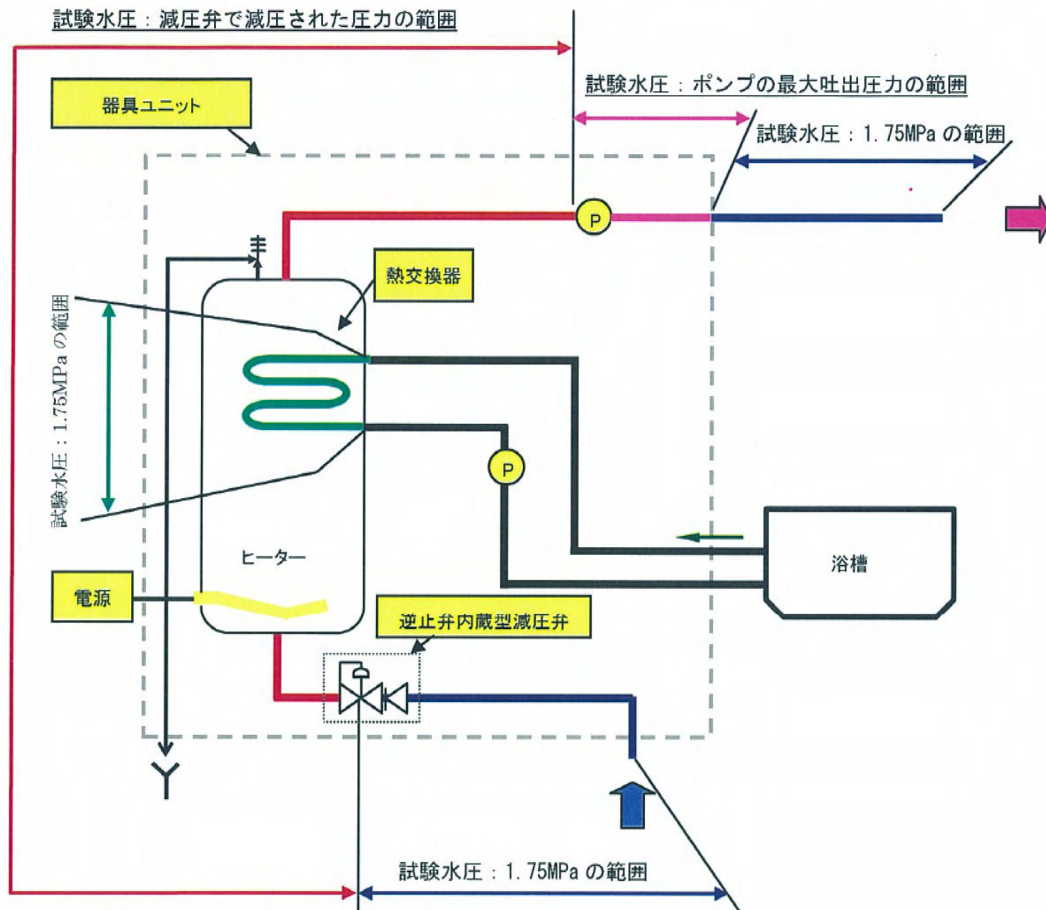 試験水圧：減圧弁で減圧された圧力の範囲
試験水圧：ポンプの最大吐出圧力の範囲
器具ユニット
試験水圧：1.75MPa の範囲
P
熱交換器
試験水圧：1.75MPa の範囲
P
ヒーター
浴槽
電源
逆止弁内蔵型減圧弁
試験水圧：1.75MPa の範囲